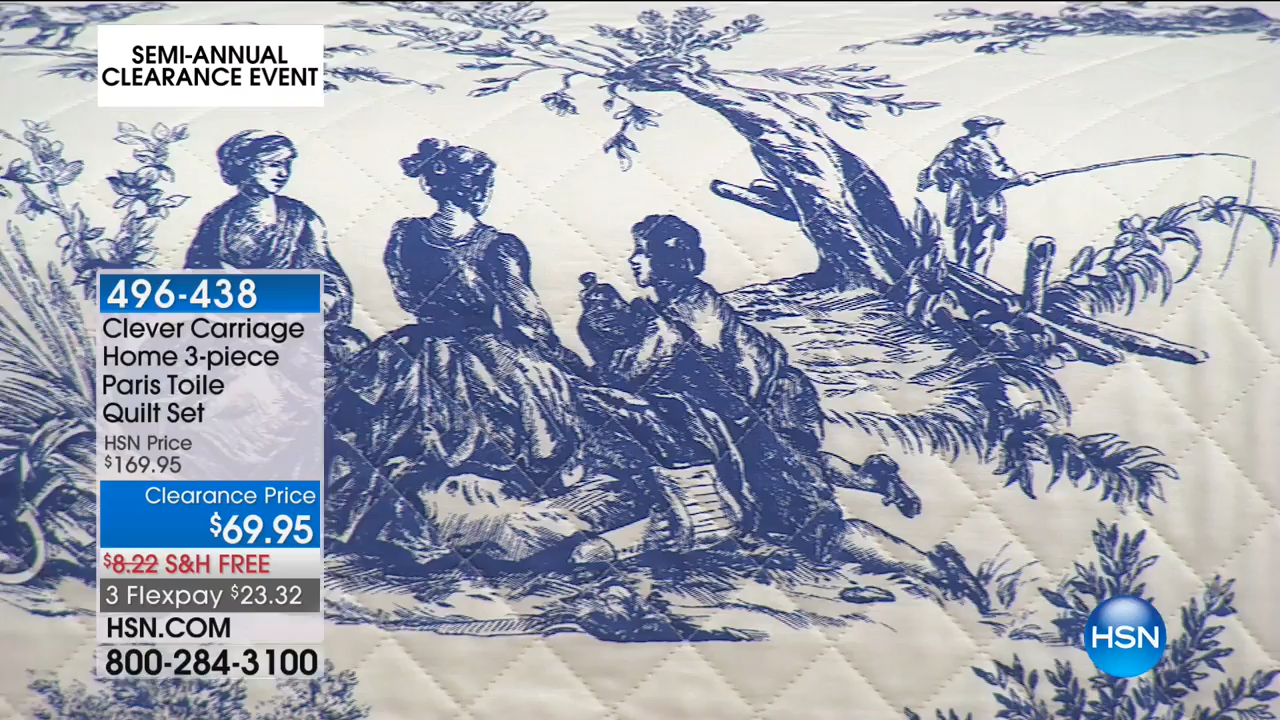 SEMI-ANNUAL
CLEARANCE EVENT
496-438
Clever Carriage
Home 3-piece
Paris Toile
Quilt Set
HSN Price
$169.95
Clearance Price
$69.95
$8.22 S&H FREE
3 Flexpay $23.32
HSN.COM
800-284-3100
HSN